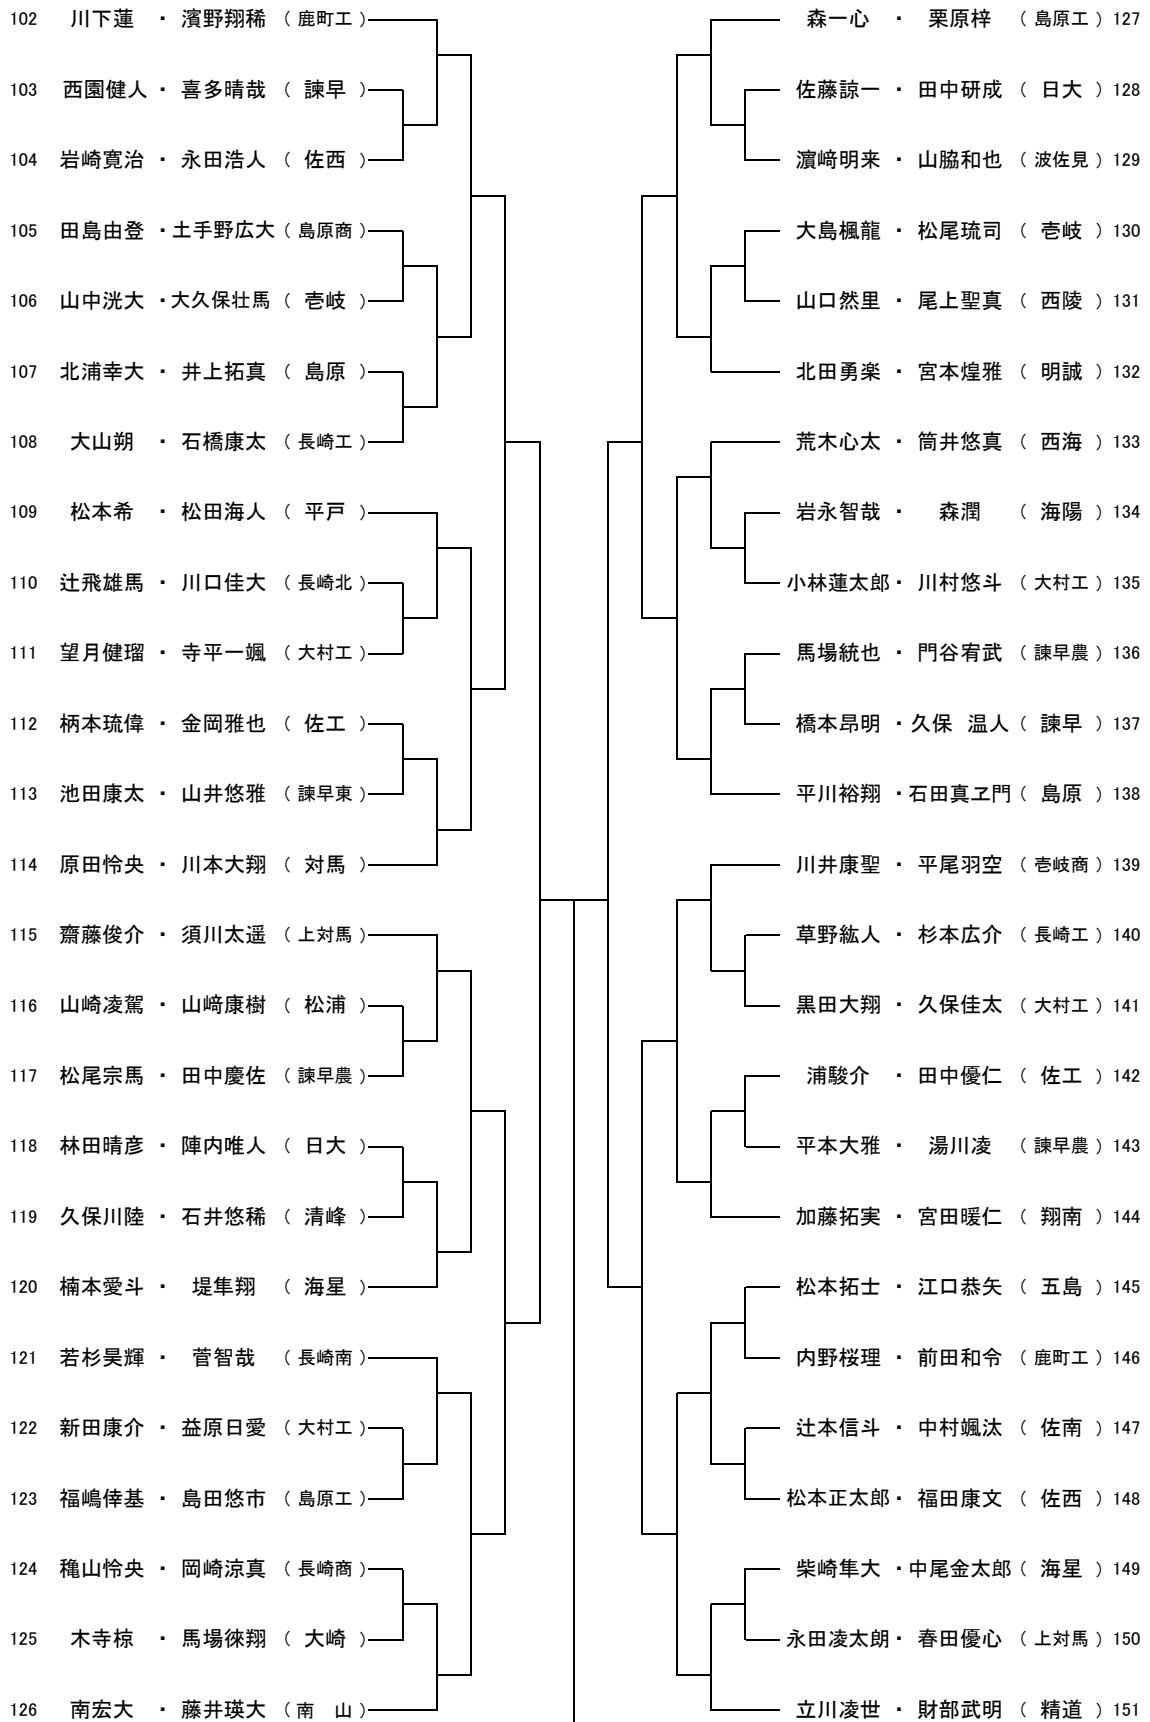 102 川下蓮 ・ 濱野翔稀 （ 鹿町工 ）
103 西園健人 ・ 喜多晴哉 （ 諫早 ）
104 岩崎寛治 ・ 永田浩人 （ 佐西 ）
105 田島由登 ・ 土手野広大 （ 島原商 ）
106 山中洸大 ・ 大久保壮馬 （ 壱岐 ）
107 北浦幸大 ・ 井上拓真 （ 島原 ）
108 大山朔 ・ 石橋康太 （ 長崎工 ）
109 松本希 ・ 松田海人 （ 平戸 ）
110 辻飛雄馬 ・ 川口佳大 （ 長崎北 ）
111 望月健瑠 ・ 寺平一颯 （ 大村工 ）
112 柄本琉偉 ・ 金岡雅也 （ 佐工 ）
113 池田康太 ・ 山井悠雅 （ 諫早東 ）
114 原田怜央 ・ 川本大翔 （ 対馬 ）
115 齋藤俊介 ・ 須川太遥 （ 上対馬 ）
116 山崎凌駕 ・ 山﨑康樹 （ 松浦 ）
117 松尾宗馬 ・ 田中慶佐 （ 諫早農 ）
118 林田晴彦 ・ 陣内唯人 （ 日大 ）
119 久保川陸 ・ 石井悠稀 （ 清峰 ）
120 楠本愛斗 ・ 堤隼翔 （ 海星 ）
121 若杉昊輝 ・ 菅智哉 （ 長崎南 ）
122 新田康介 ・ 益原日愛 （ 大村工 ）
123 福嶋倖基 ・ 島田悠市 （ 島原工 ）
124 穐山怜央 ・ 岡崎涼真 （ 長崎商 ）
125 木寺椋 ・ 馬場徠翔 （ 大崎 ）
126 南宏大 ・ 藤井瑛大 （ 南　山 ）
森一心 ・ 栗原梓 （ 島原工 ） 127
佐藤諒一 ・ 田中研成 （ 日大 ） 128
濵﨑明来 ・ 山脇和也 （ 波佐見 ） 129
大島楓龍 ・ 松尾琉司 （ 壱岐 ） 130
山口然里 ・ 尾上聖真 （ 西陵 ） 131
北田勇楽 ・ 宮本煌雅 （ 明誠 ） 132
荒木心太 ・ 筒井悠真 （ 西海 ） 133
岩永智哉 ・ 森潤 （ 海陽 ） 134
小林蓮太郎 ・ 川村悠斗 （ 大村工 ） 135
馬場統也 ・ 門谷宥武 （ 諫早農 ） 136
橋本昂明 ・ 久保 温人 （ 諫早 ） 137
平川裕翔 ・ 石田真ヱ門 （ 島原 ） 138
川井康聖 ・ 平尾羽空 （ 壱岐商 ） 139
草野紘人 ・ 杉本広介 （ 長崎工 ） 140
黒田大翔 ・ 久保佳太 （ 大村工 ） 141
浦駿介 ・ 田中優仁 （ 佐工 ） 142
平本大雅 ・ 湯川凌 （ 諫早農 ） 143
加藤拓実 ・ 宮田暖仁 （ 翔南 ） 144
松本拓士 ・ 江口恭矢 （ 五島 ） 145
内野桜理 ・ 前田和令 （ 鹿町工 ） 146
辻本信斗 ・ 中村颯汰 （ 佐南 ） 147
松本正太郎 ・ 福田康文 （ 佐西 ） 148
柴崎隼大 ・ 中尾金太郎 （ 海星 ） 149
永田凌太朗 ・ 春田優心 （ 上対馬 ） 150
立川凌世 ・ 財部武明 （ 精道 ） 151